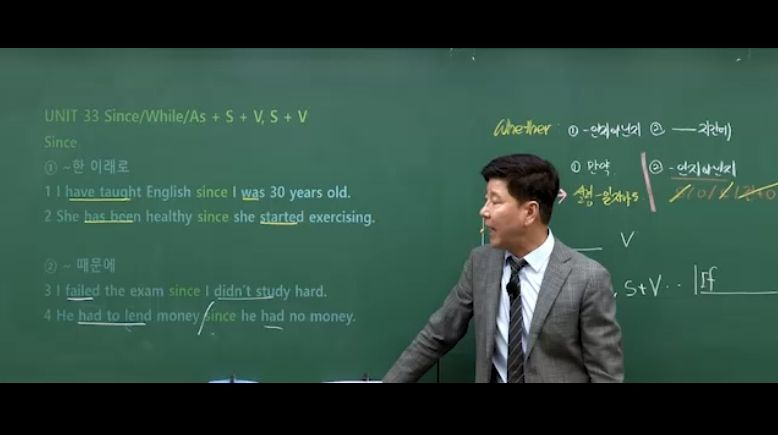 UNIT 33 Since/While/As + S + V, S + V
Since
① ~한 이래로
1 I have taught English since I was 30 years old.
2 She has been healthy since she started exercising.
② ~ 때문에
3 I failed the exam since I didn't study hard.
4 He had to lend money since he had no money.
Whether ① -인지아닌지 ②
① 만약 ② -인지아닌지
V
S+V ‥ If